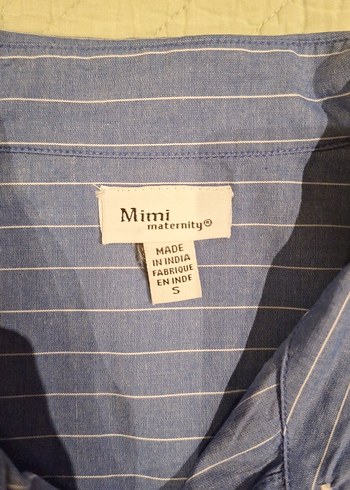 Mimi
maternity®
MADE
IN INDIA
FABRIQUE
EN INDE
S